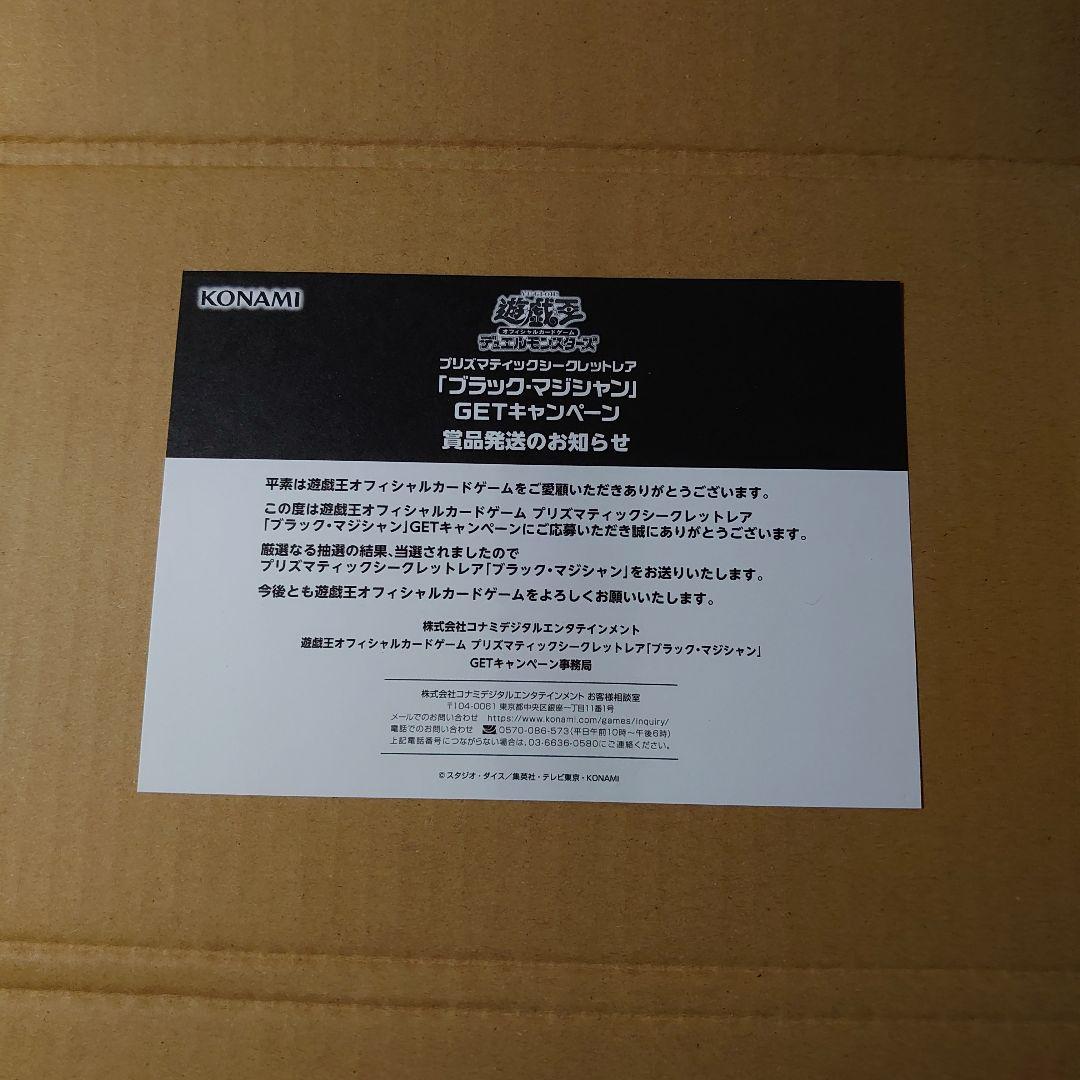 KONAMI
遊戯王
オフィシャルカードゲーム
デュエルモンスターズ
プリズマティックシークレットレア
「ブラック・マジシャン」
GETキャンペーン
賞品発送のお知らせ
平素は遊戯王オフィシャルカードゲームをご愛顧いただきありがとうございます。
この度は遊戯王オフィシャルカードゲーム プリズマティックシークレットレア
「ブラック・マジシャン」GETキャンペーンにご応募いただき誠にありがとうございます。
厳選なる抽選の結果、当選されましたので
プリズマティックシークレットレア「ブラック・マジシャン」をお送りいたします。
今後とも遊戯王オフィシャルカードゲームをよろしくお願いいたします。
株式会社コナミデジタルエンタテインメント
遊戯王オフィシャルカードゲーム プリズマティックシークレットレア「ブラック・マジシャン」
GETキャンペーン事務局
株式会社コナミデジタルエンタテインメント お客様相談室
〒104-0061 東京都中央区銀座一丁目11番1号
メールでのお問い合わせ https://www.konami.com/games/inquiry/
電話でのお問い合わせ 0570-086-573(平日午前10時～午後6時)
上記電話番号につながらない場合は、03-6636-0580にご連絡ください。
©スタジオ・ダイス／集英社・テレビ東京・KONAMI